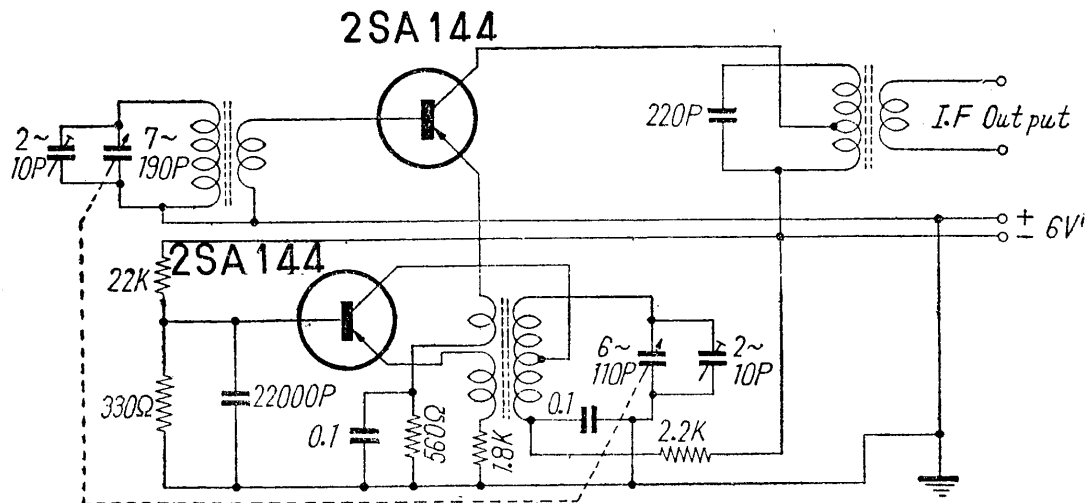 2SA144
2~
10P
7~
190P
220P
I.F Output
+
− 6V
22K
2SA144
330Ω
22000P
0.1
560Ω
1.8K
6~
110P
2~
10P
0.1
2.2K